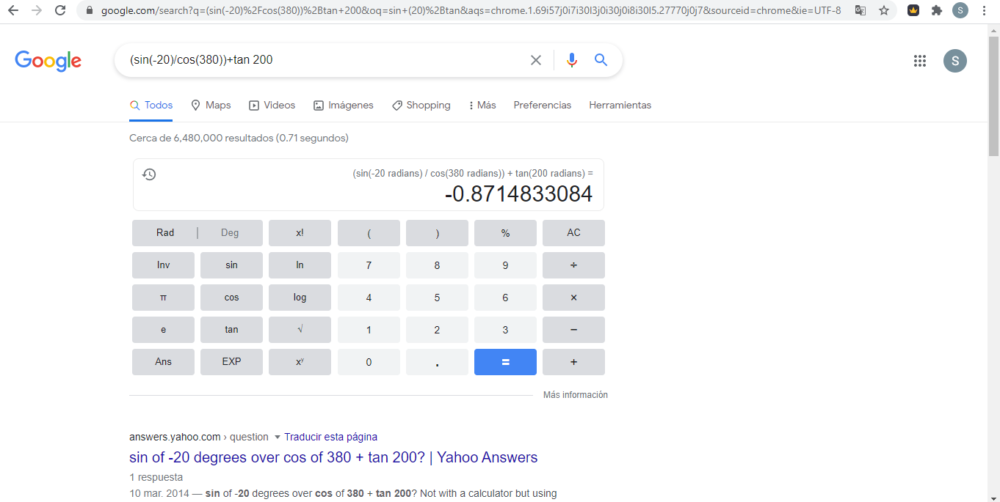 google.com/search?q=(sin(-20)%2Fcos(380))%2Btan+200&oq=sin+(20)%2Btan&aqs=chrome.1.69i57j0i7i30l3j0i30j0i8i30l5.27770j0j7&sourceid=chrome&ie=UTF-8 S
Google (sin(-20)/cos(380))+tan 200 S
Todos Maps Videos Imágenes Shopping Más Preferencias Herramientas
Cerca de 6,480,000 resultados (0.71 segundos)
(sin(-20 radians) / cos(380 radians)) + tan(200 radians) =
-0.8714833084
Rad | Deg x! ( ) % AC
Inv sin ln 7 8 9 ÷
π cos log 4 5 6 ×
e tan √ 1 2 3 −
Ans EXP xʸ 0 . = +
Más información
answers.yahoo.com › question Traducir esta página
sin of -20 degrees over cos of 380 + tan 200? | Yahoo Answers
1 respuesta
10 mar. 2014 — sin of -20 degrees over cos of 380 + tan 200? Not with a calculator but using